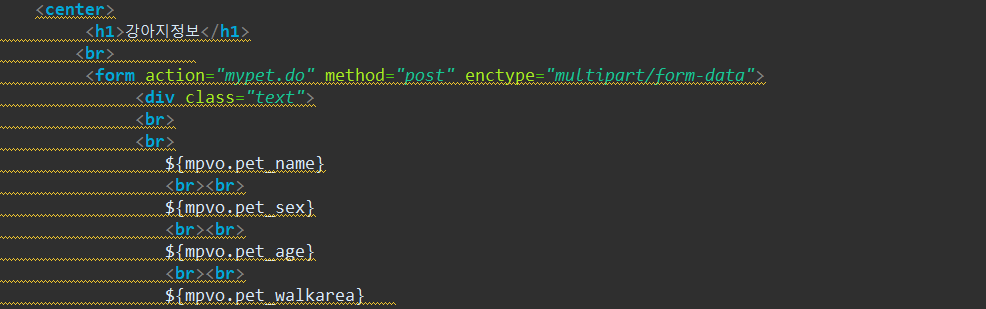 <center>
<h1>강아지정보</h1>
<br>
<form action="mypet.do" method="post" enctype="multipart/form-data">
<div class="text">
<br>
<br>
${mpvo.pet_name}
<br><br>
${mpvo.pet_sex}
<br><br>
${mpvo.pet_age}
<br><br>
${mpvo.pet_walkarea}